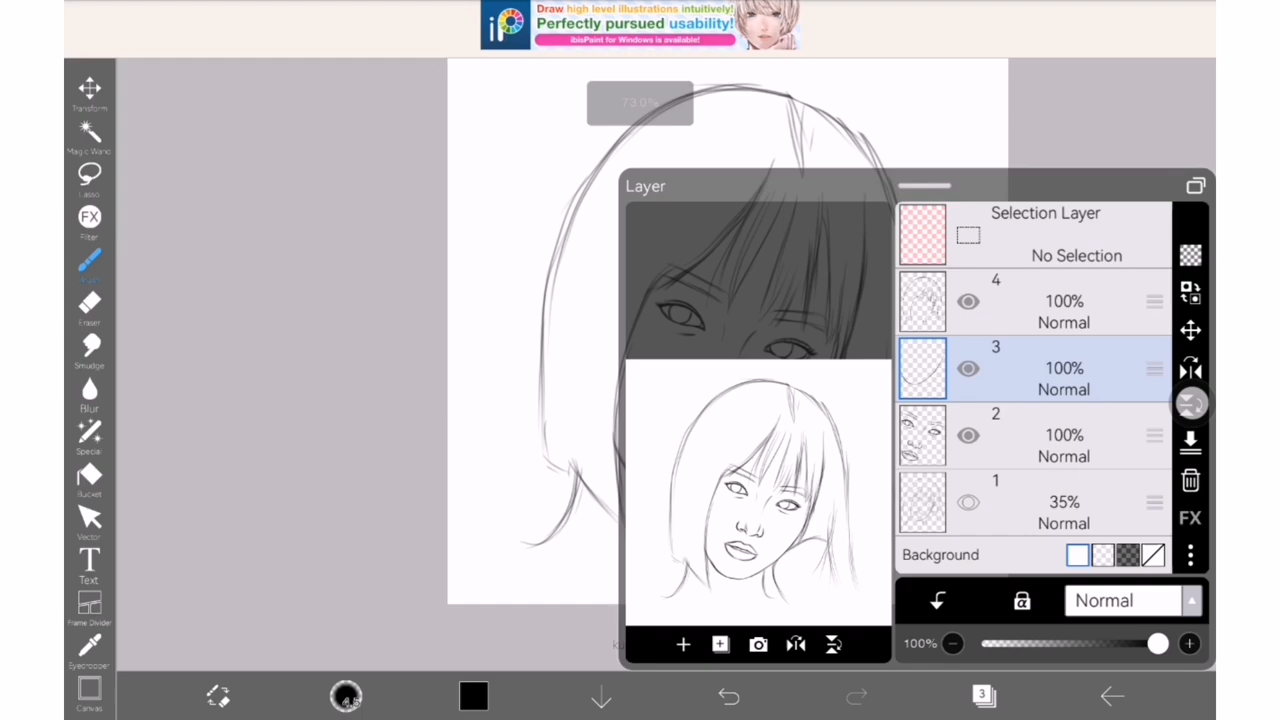 Draw high level illustrations intuitively!
Perfectly pursued usability!
ibisPaint for Windows is available!
73.0%
Transform
Magic Wand
Lasso
FX
Filter
Eraser
Smudge
Blur
Special
Bucket
Vector
T
Text
Frame Divider
Eyedropper
Canvas
Layer
Selection Layer
No Selection
4
100%
Normal
3
100%
Normal
2
100%
Normal
1
35%
Normal
FX
Background
Normal
100%
3